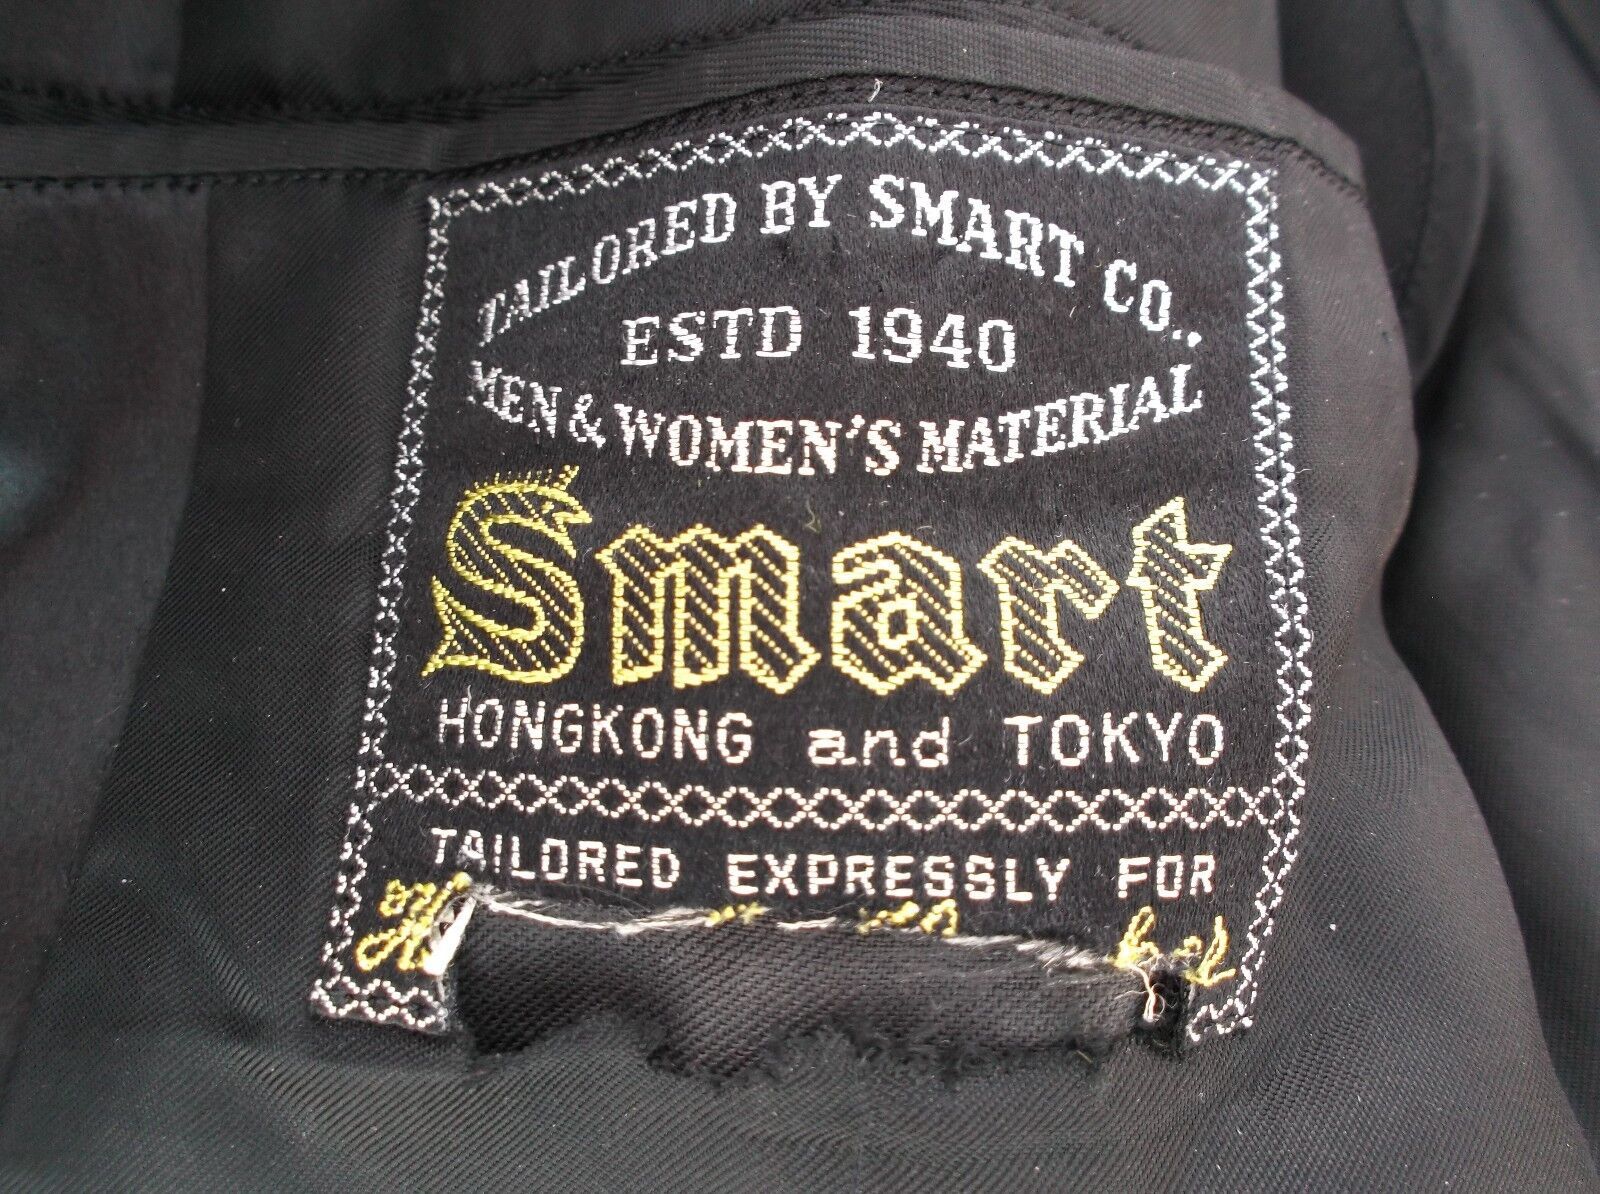 TAILORED BY SMART CO.,
ESTD 1940
MEN & WOMEN'S MATERIAL
Smart
HONGKONG and TOKYO
TAILORED EXPRESSLY FOR